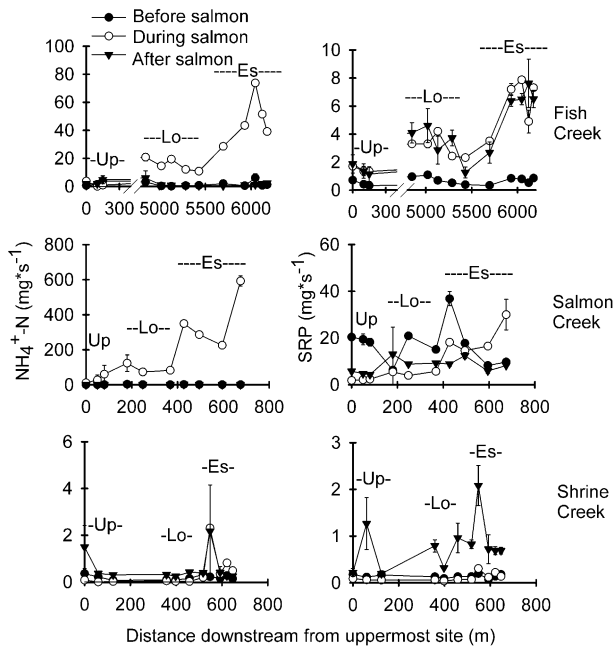 Before salmon
During salmon
After salmon
100
80
60
40
20
0
-Up-
---Lo----
-----Es----
0 300 5000 5500 6000
10
8
6
4
2
0
-Up-
---Lo---
----Es----
0 300 5000 5500 6000
Fish
Creek
NH4+-N (mg*s-1)
800
600
400
200
0
Up
--Lo--
----Es----
0 200 400 600 800
SRP (mg*s-1)
60
40
20
0
Up
--Lo--
----Es----
0 200 400 600 800
Salmon
Creek
6
4
2
0
-Up-
-Lo-
-Es-
0 200 400 600 800
3
2
1
0
-Up-
-Lo-
-Es-
0 200 400 600 800
Shrine
Creek
Distance downstream from uppermost site (m)